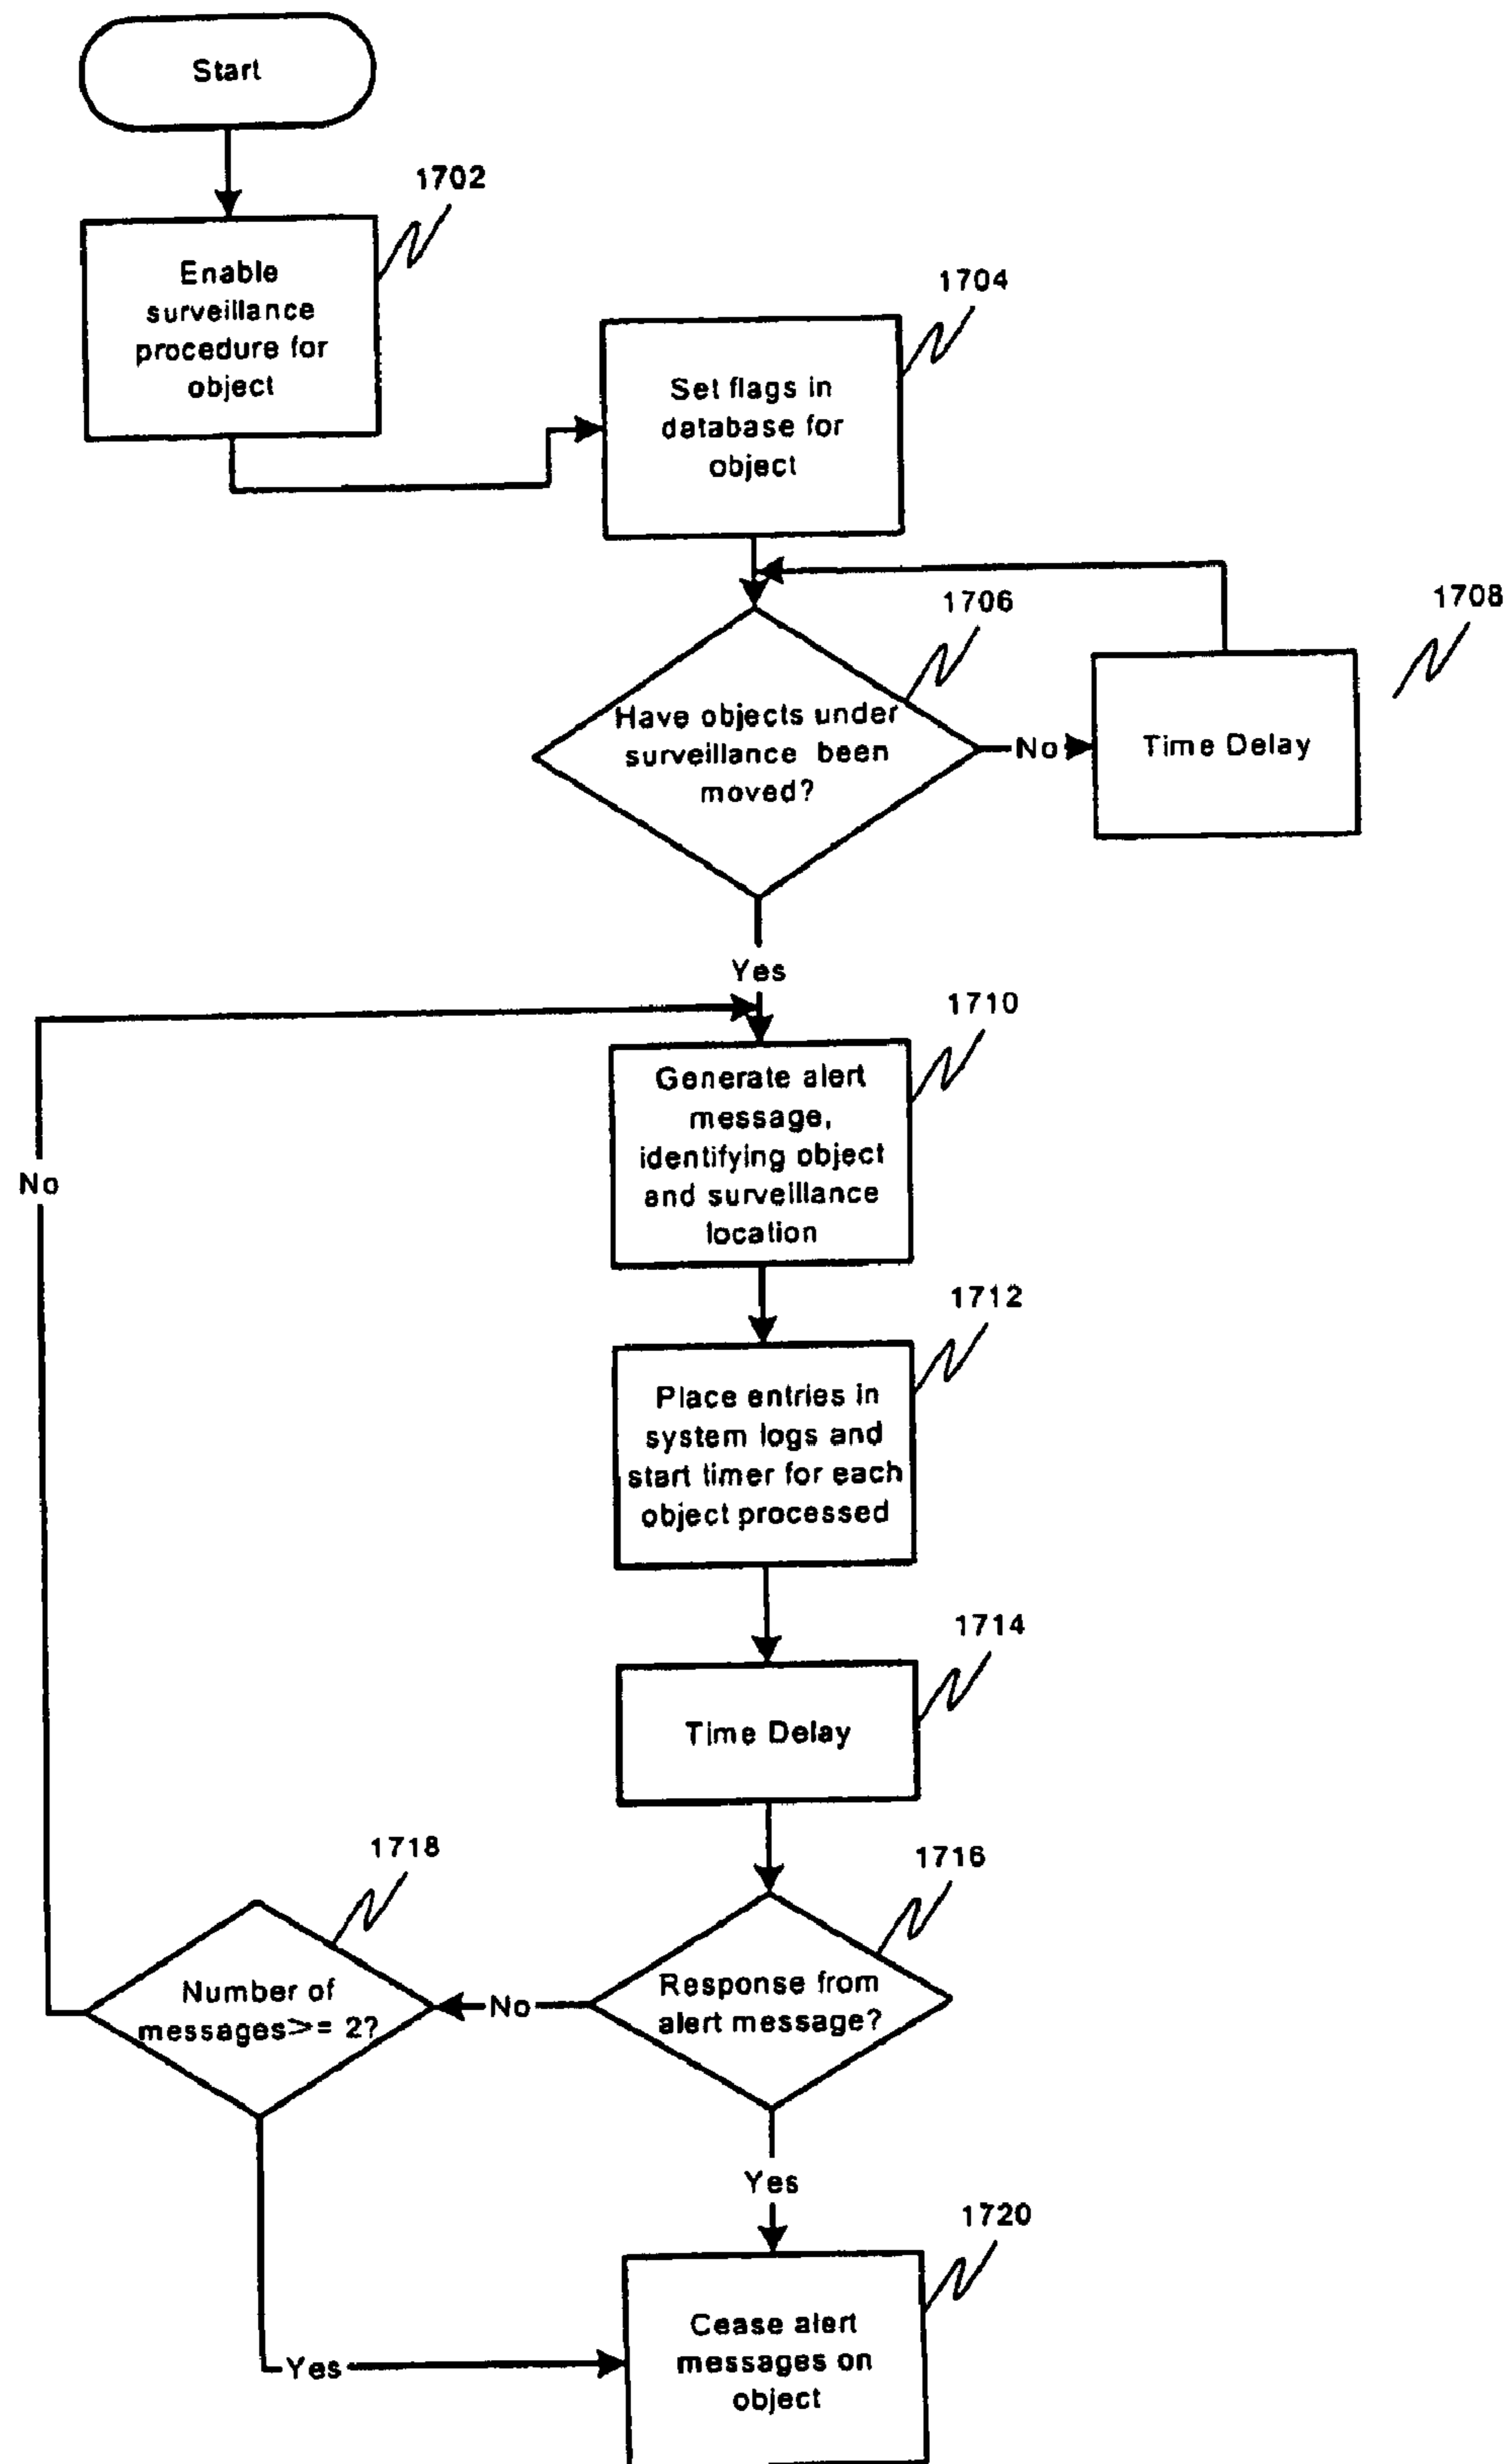 Start
1702
Enable
surveillance
procedure for
object
1704
Set flags in
database for
object
1706
1708
Have objects under
surveillance been
moved?
No
Time Delay
Yes
1710
Generate alert
message,
identifying object
and surveillance
location
No
1712
Place entries in
system logs and
start timer for each
object processed
1714
Time Delay
1718
1716
Number of
messages>= 2?
No
Response from
alert message?
Yes
1720
Cease alert
messages on
object
Yes